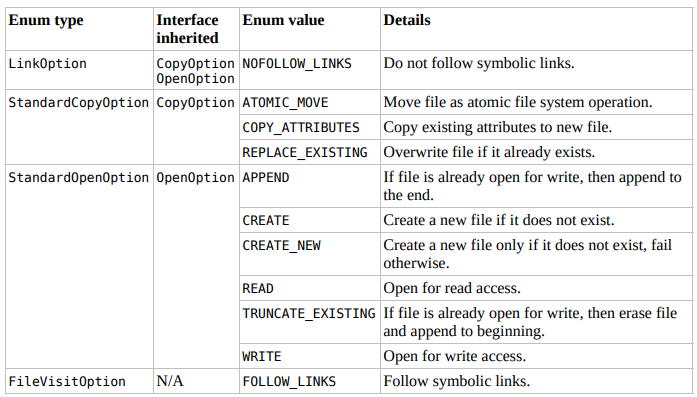 Enum type Interface inherited Enum value Details
LinkOption CopyOption OpenOption NOFOLLOW_LINKS Do not follow symbolic links.
StandardCopyOption CopyOption ATOMIC_MOVE Move file as atomic file system operation.
COPY_ATTRIBUTES Copy existing attributes to new file.
REPLACE_EXISTING Overwrite file if it already exists.
StandardOpenOption OpenOption APPEND If file is already open for write, then append to
the end.
CREATE Create a new file if it does not exist.
CREATE_NEW Create a new file only if it does not exist, fail
otherwise.
READ Open for read access.
TRUNCATE_EXISTING If file is already open for write, then erase file
and append to beginning.
WRITE Open for write access.
FileVisitOption N/A FOLLOW_LINKS Follow symbolic links.